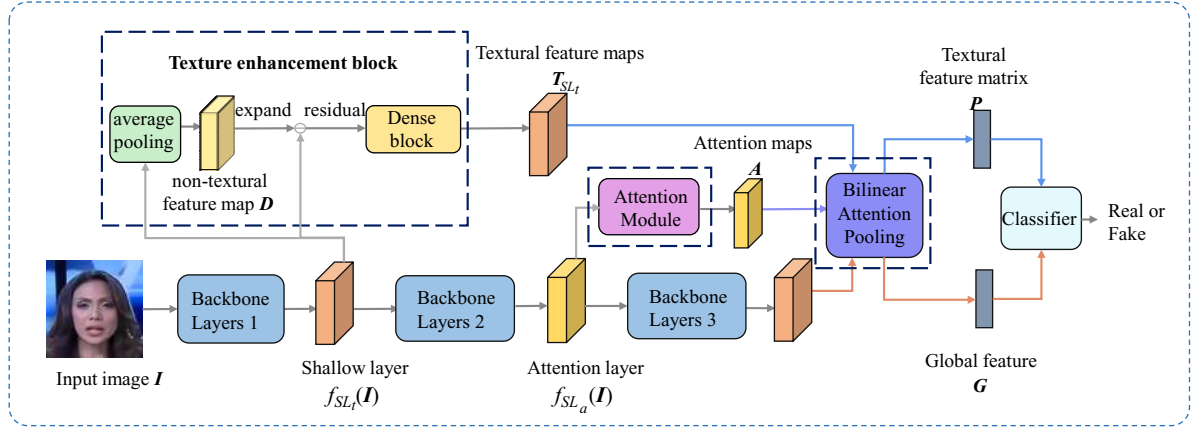 Texture enhancement block
average
pooling
expand
residual
Dense
block
non-textural
feature map D
Textural feature maps
T_{SL_t}
Attention maps
A
Attention
Module
Bilinear
Attention
Pooling
Textural
feature matrix
P
Classifier
Real or
Fake
Backbone
Layers 1
Backbone
Layers 2
Backbone
Layers 3
Input image I
Shallow layer
f_{SL_t}(I)
Attention layer
f_{SL_a}(I)
Global feature
G